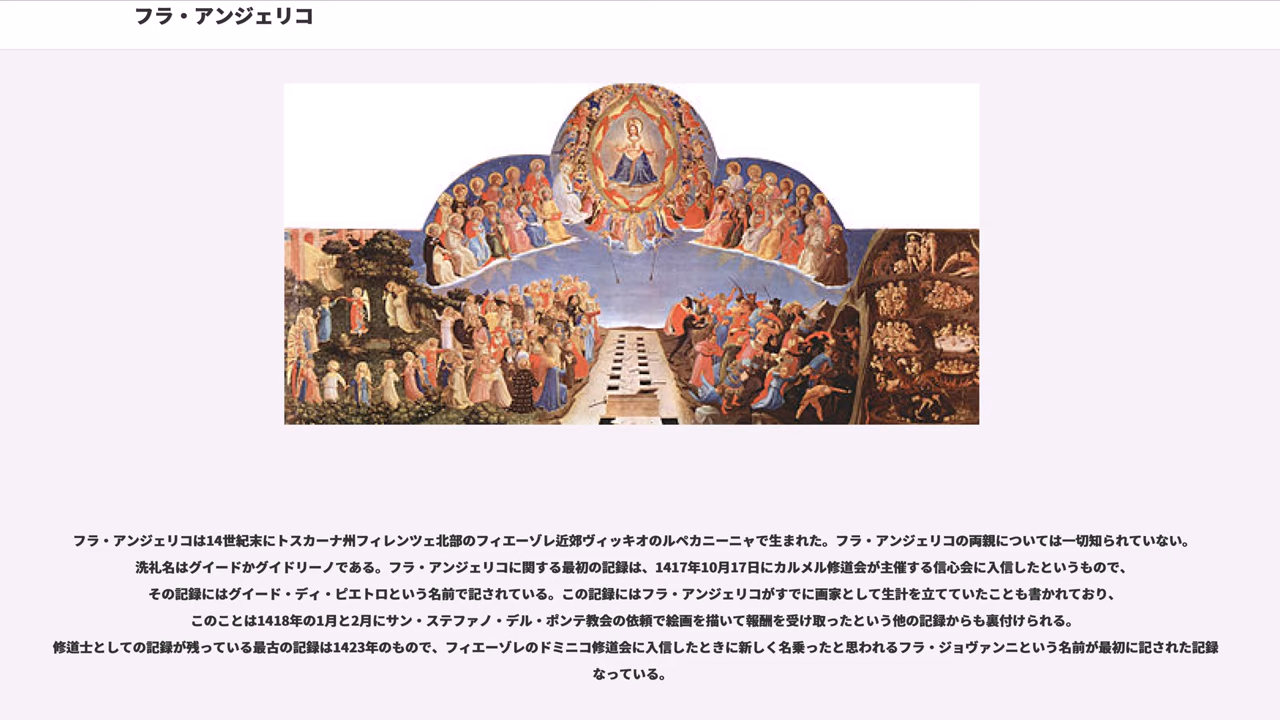 フラ・アンジェリコ
フラ・アンジェリコは14世紀末にトスカーナ州フィレンツェ北部のフィエーゾレ近郊ヴィッキオのルペカニーニャで生まれた。フラ・アンジェリコの両親については一切知られていない。
洗礼名はグイードかグイドリーノである。フラ・アンジェリコに関する最初の記録は、1417年10月17日にカルメル修道会が主催する信心会に入信したというもので、
その記録にはグイード・ディ・ピエトロという名前で記されている。この記録にはフラ・アンジェリコがすでに画家として生計を立てていたことも書かれており、
このことは1418年の1月と2月にサン・ステファノ・デル・ポンテ教会の依頼で絵画を描いて報酬を受け取ったという他の記録からも裏付けられる。
修道士としての記録が残っている最古の記録は1423年のもので、フィエーゾレのドミニコ修道会に入信したときに新しく名乗ったと思われるフラ・ジョヴァンニという名前が最初に記された記録
なっている。